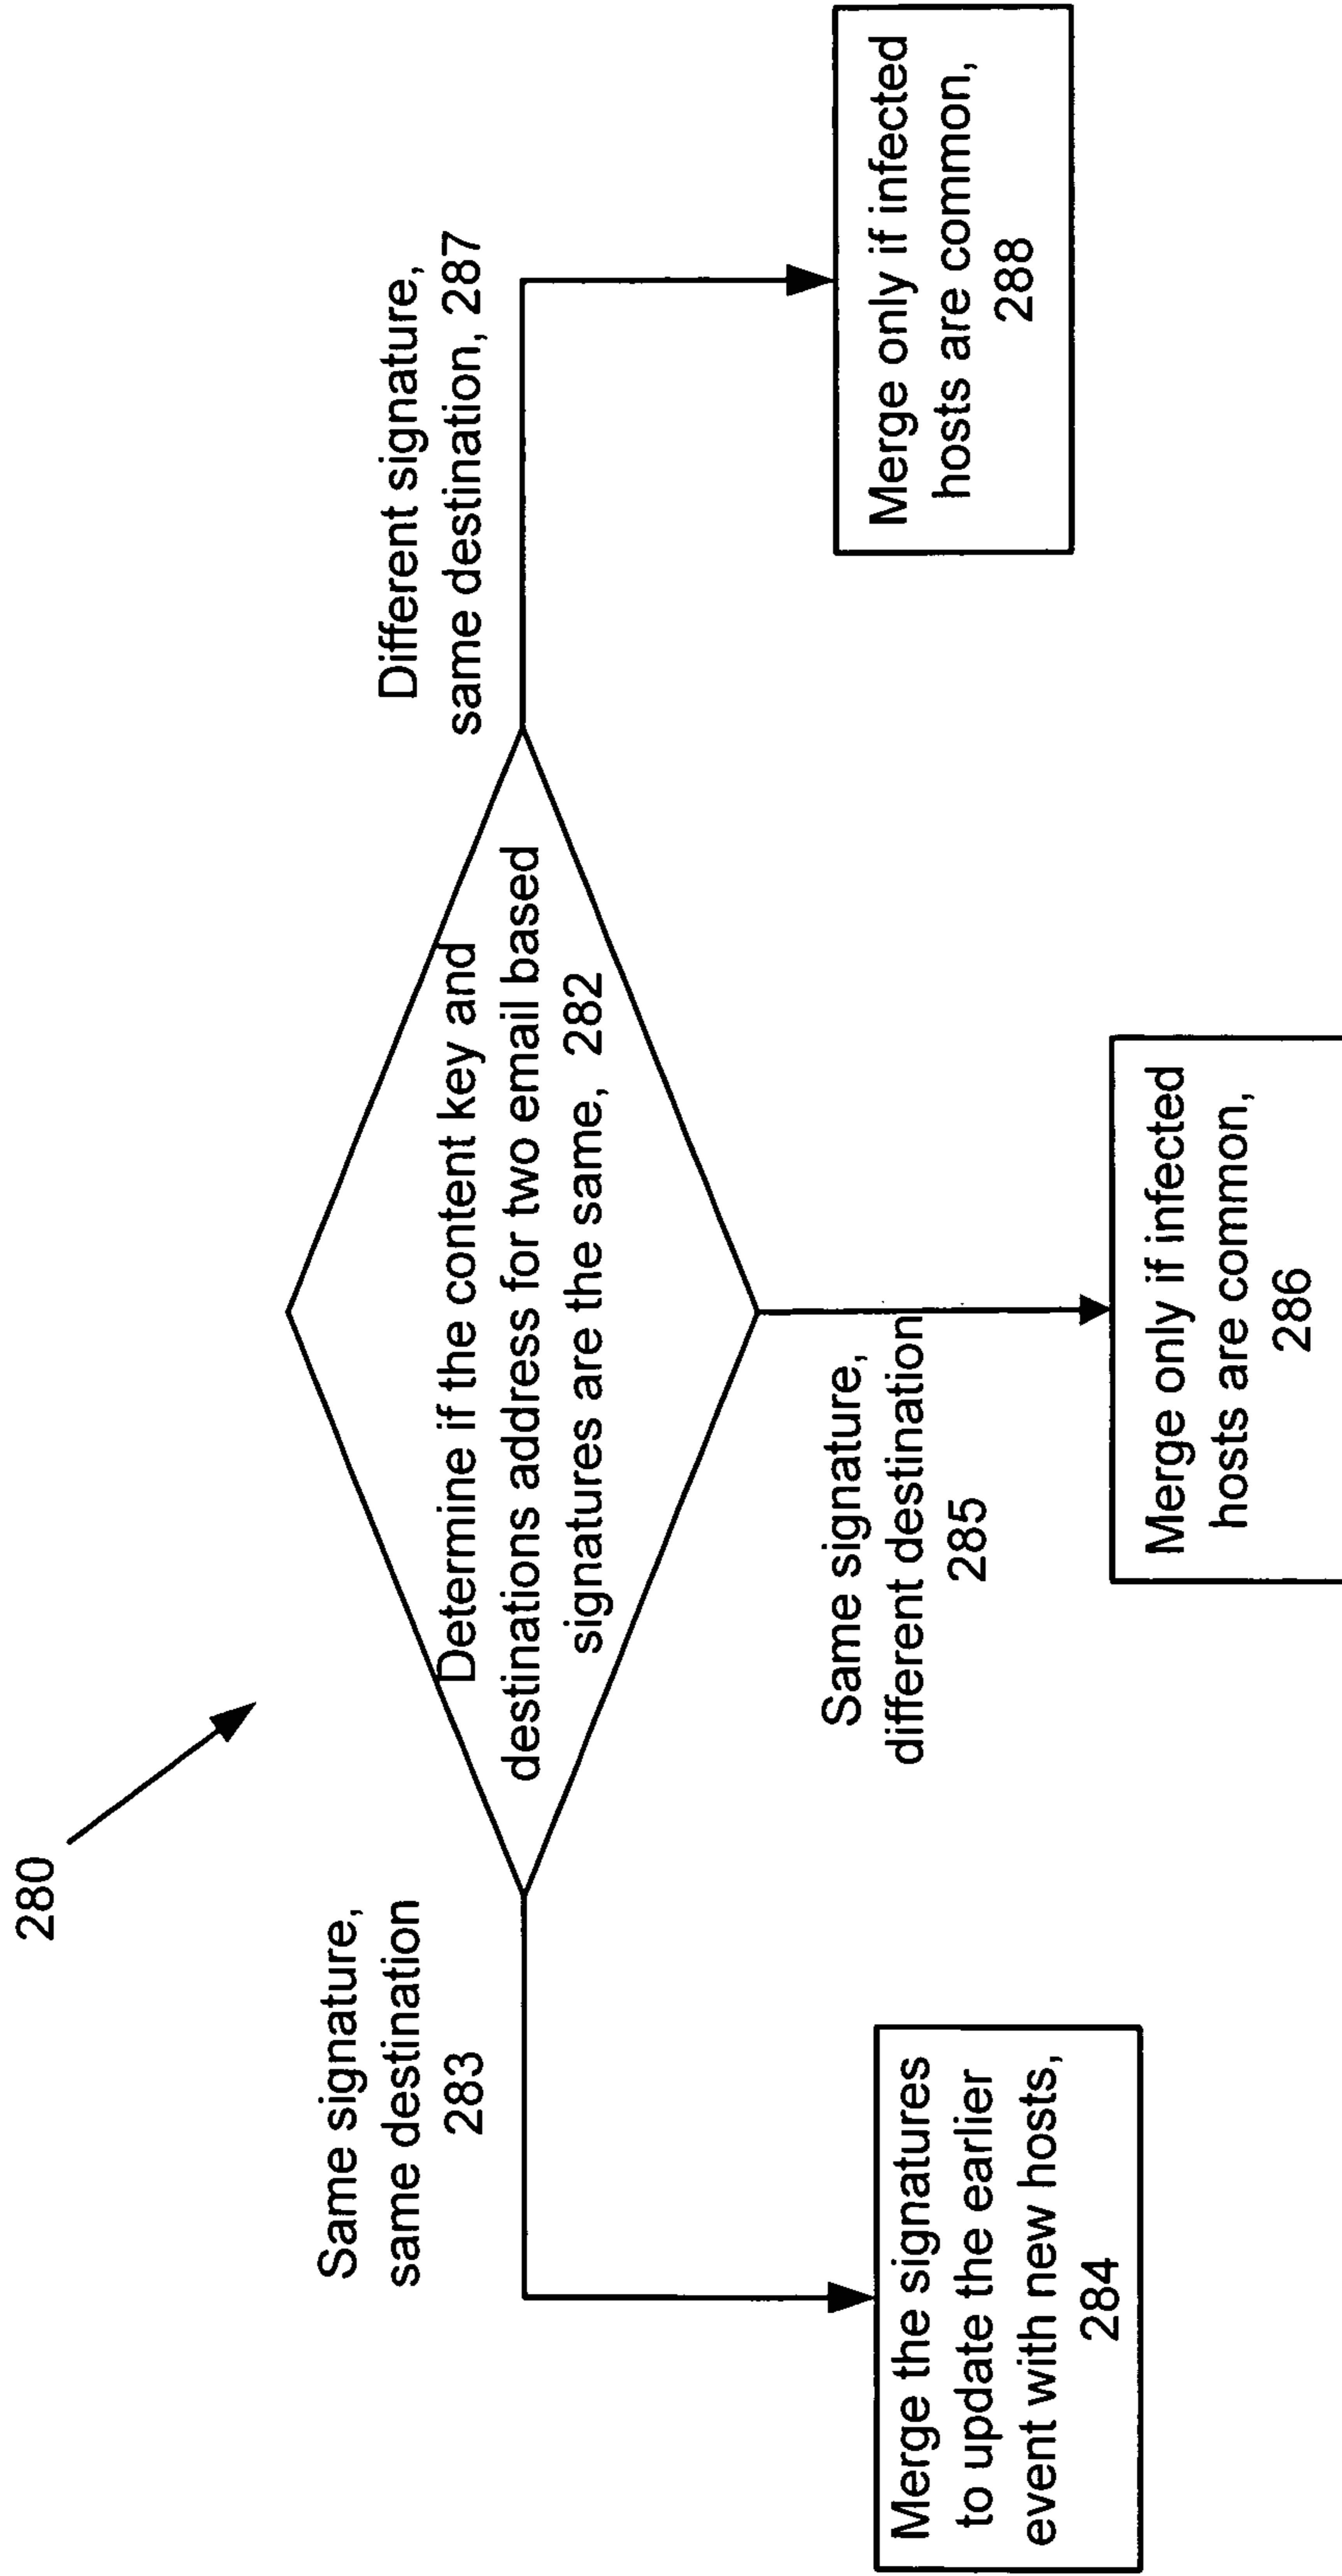 280
Determine if the content key and
destinations address for two email based
signatures are the same, 282
Same signature,
same destination
283
Merge the signatures
to update the earlier
event with new hosts,
284
Same signature,
different destination
285
Merge only if infected
hosts are common,
286
Different signature,
same destination, 287
Merge only if infected
hosts are common,
288